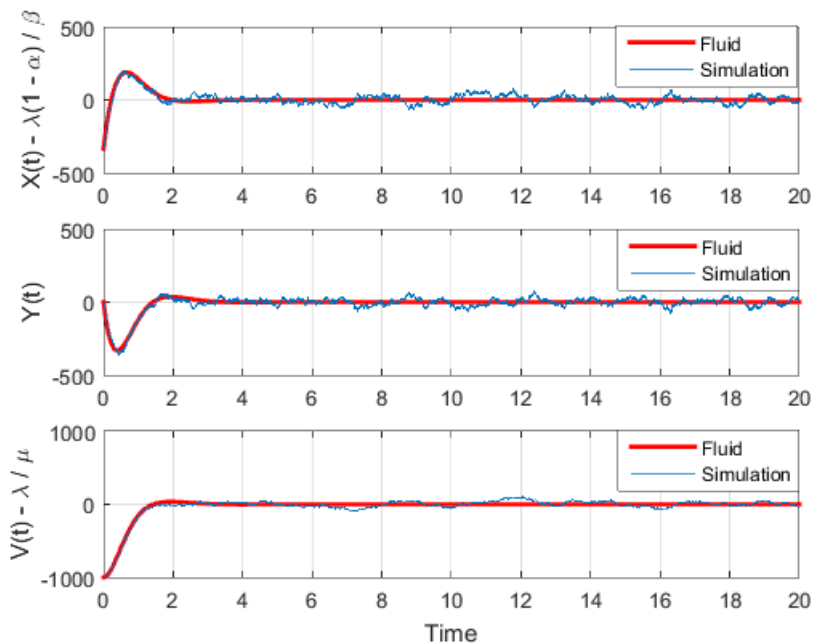 X(t) - λ(1 - α) / β
500
0
-500
0 2 4 6 8 10 12 14 16 18 20
Fluid
Simulation
Y(t)
500
0
-500
0 2 4 6 8 10 12 14 16 18 20
Fluid
Simulation
V(t) - λ / μ
1000
0
-1000
0 2 4 6 8 10 12 14 16 18 20
Fluid
Simulation
Time